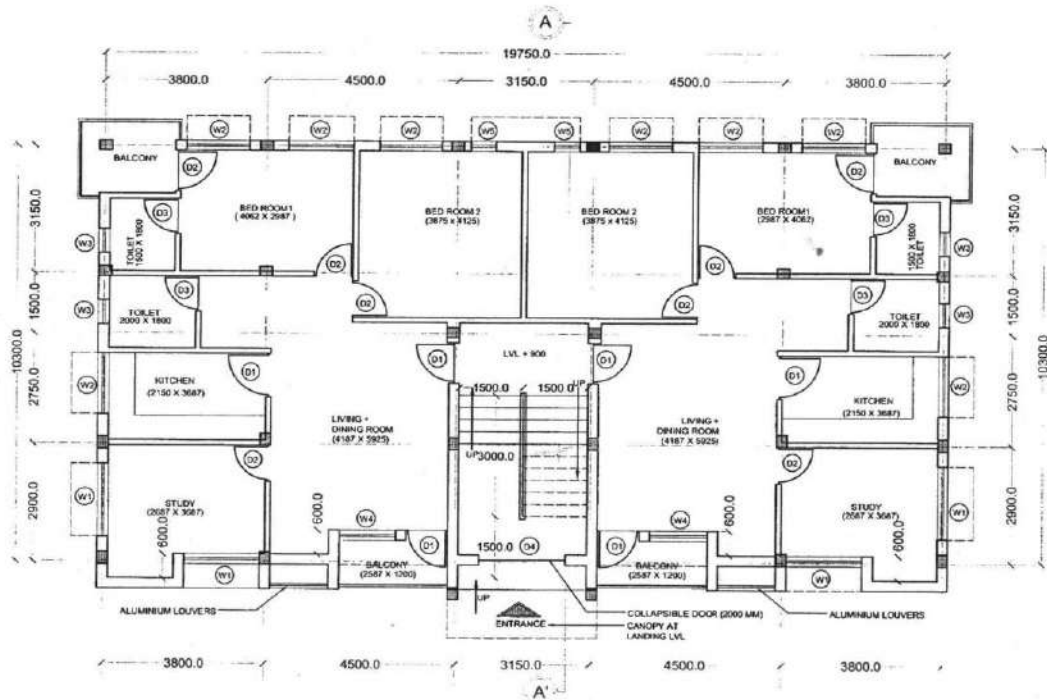 A
19750.0
3800.0 4500.0 3150.0 4500.0 3800.0
W2 W2 W2 W5 W5 W2 W2 W2
BALCONY BALCONY
D2 D2
BED ROOM1
( 4062 X 2987 )
BED ROOM 2
(3875 X 4125)
BED ROOM 2
(3875 X 4125)
BED ROOM1
(2987 X 4062)
3150.0 3150.0
D3 D3
TOILET
1500 X 1800
1500 X 1800
TOILET
W3 W3
D2 D2
D3 D2 D2 D3
W3 W3
TOILET
2000 X 1800
TOILET
2000 X 1800
1500.0 1500.0
10300.0 10300.0
D1 LVL + 900 D1
W2 D1 D1 W2
KITCHEN
(2150 X 3687)
KITCHEN
(2150 X 3687)
1500.0 1500.0 UP
2750.0 2750.0
LIVING +
DINING ROOM
(4187 X 5925)
LIVING +
DINING ROOM
(4187 X 5925)
UP
3000.0
D2 D2
W1 W1
STUDY
(2687 X 3687)
STUDY
(2687 X 3687)
2900.0 2900.0
600.0 600.0 600.0 600.0
W4 W4
1500.0 D4
D1 D1
BALCONY
(2587 X 1200)
BALCONY
(2587 X 1200)
W1 W1
ALUMINIUM LOUVERS UP COLLAPSIBLE DOOR (2000 MM) ALUMINIUM LOUVERS
ENTRANCE CANOPY AT
LANDING LVL
3800.0 4500.0 3150.0 4500.0 3800.0
A'